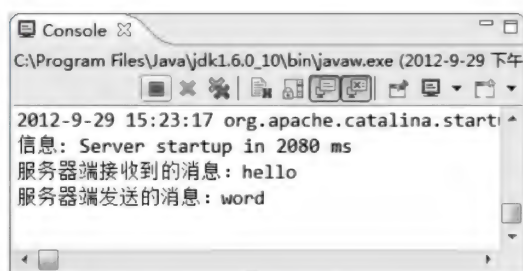 Console
C:\Program Files\Java\jdk1.6.0_10\bin\javaw.exe (2012-9-29 下午
2012-9-29 15:23:17 org.apache.catalina.start
信息: Server startup in 2080 ms
服务器端接收到的消息：hello
服务器端发送的消息：word